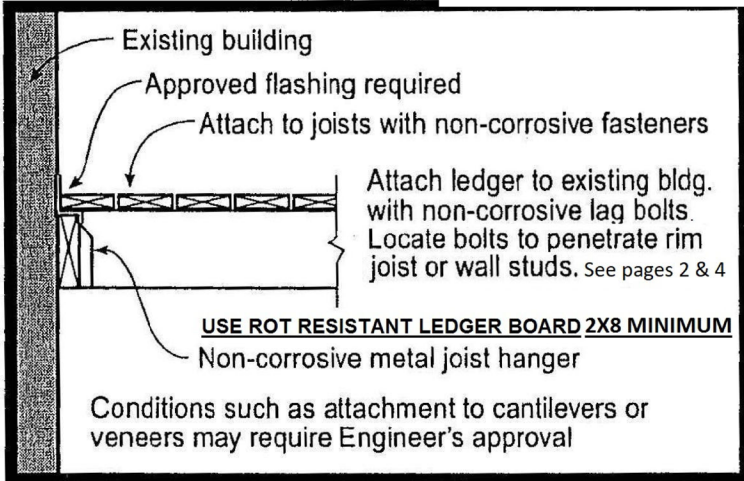 Existing building
Approved flashing required
Attach to joists with non-corrosive fasteners
Attach ledger to existing bldg.
with non-corrosive lag bolts.
Locate bolts to penetrate rim
joist or wall studs. See pages 2 & 4
USE ROT RESISTANT LEDGER BOARD 2X8 MINIMUM
Non-corrosive metal joist hanger
Conditions such as attachment to cantilevers or
veneers may require Engineer's approval